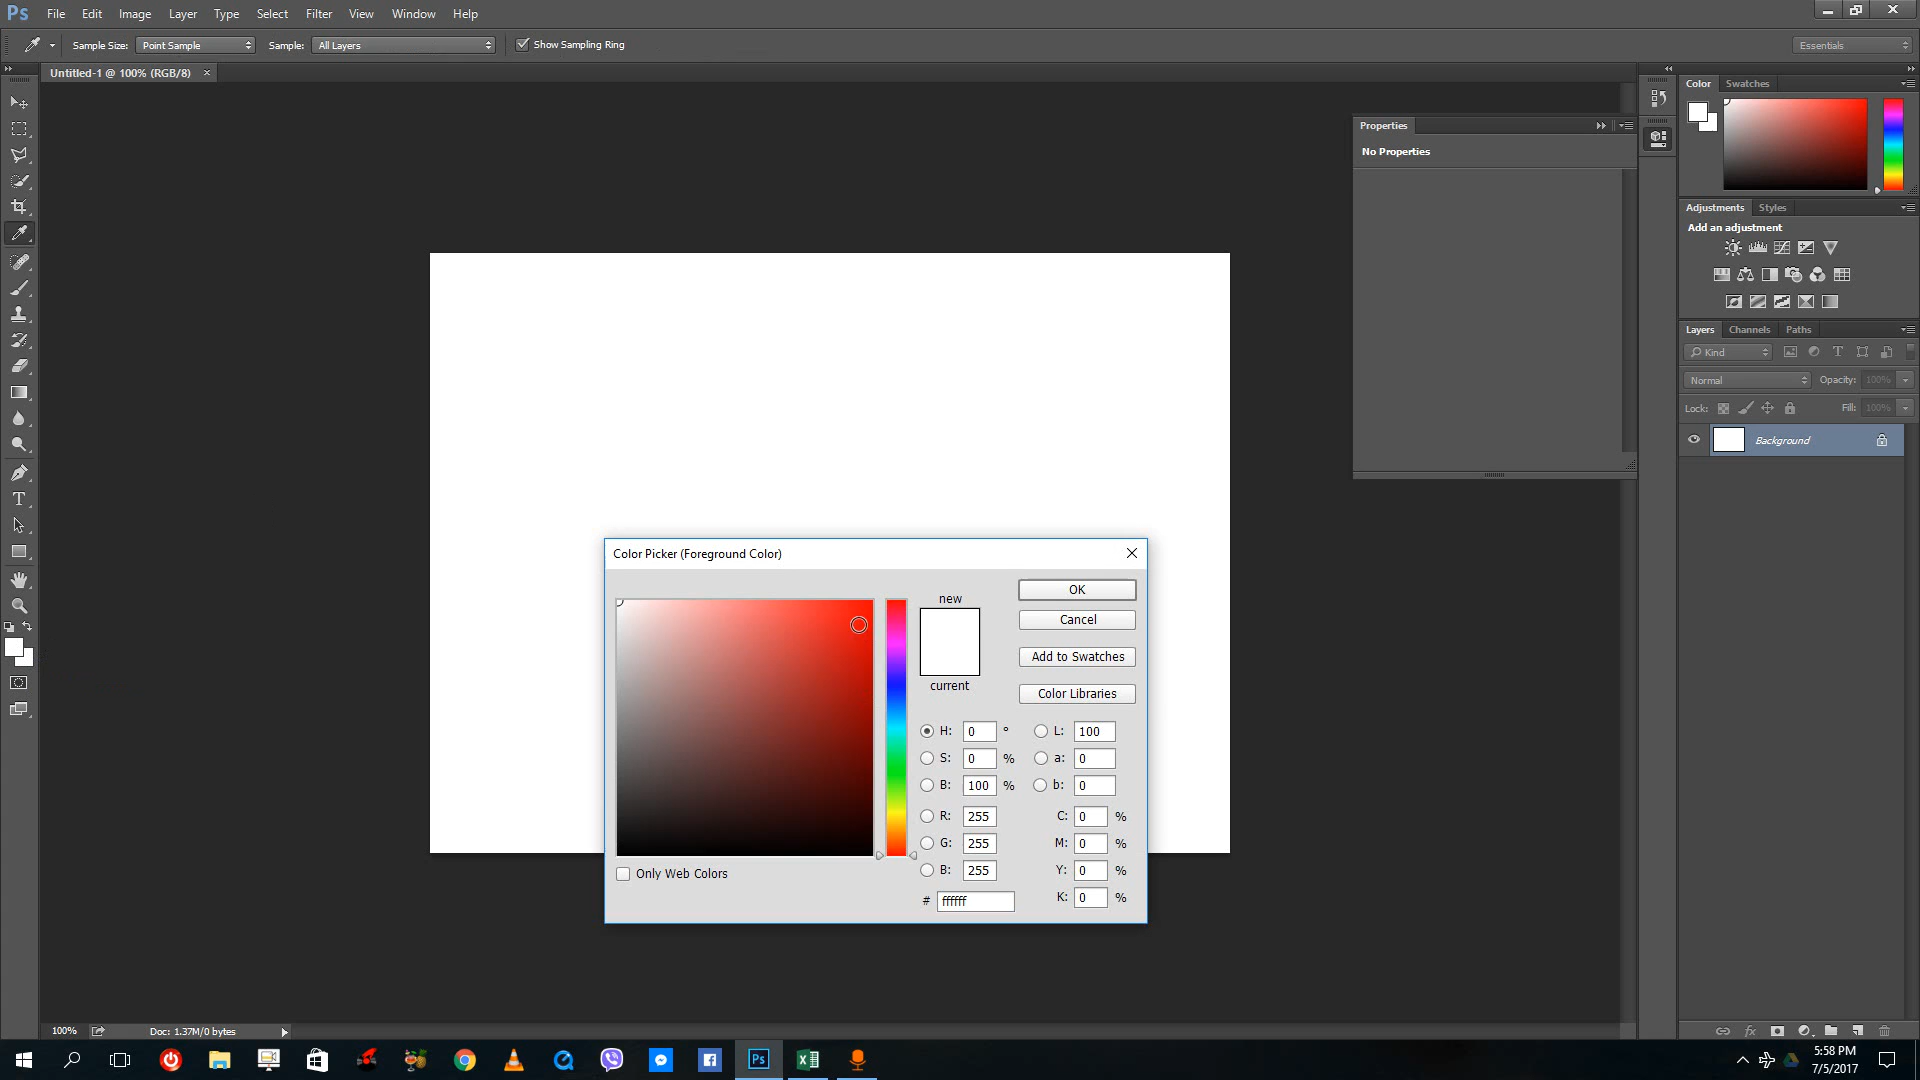 Ps File Edit Image Layer Type Select Filter View Window Help
Sample Size: Point Sample Sample: All Layers Show Sampling Ring Essentials
Untitled-1 @ 100% (RGB/8) ×
Color Swatches
Properties
No Properties
Adjustments Styles
Add an adjustment
Layers Channels Paths
Kind
Normal Opacity: 100%
Lock: Fill: 100%
Background
Color Picker (Foreground Color)
new
current
OK
Cancel
Add to Swatches
Color Libraries
H: 0 ° L: 100
S: 0 % a: 0
B: 100 % b: 0
R: 255 C: 0 %
G: 255 M: 0 %
B: 255 Y: 0 %
# ffffff K: 0 %
Only Web Colors
100% Doc: 1.37M/0 bytes
fx
Ps
5:58 PM
7/5/2017